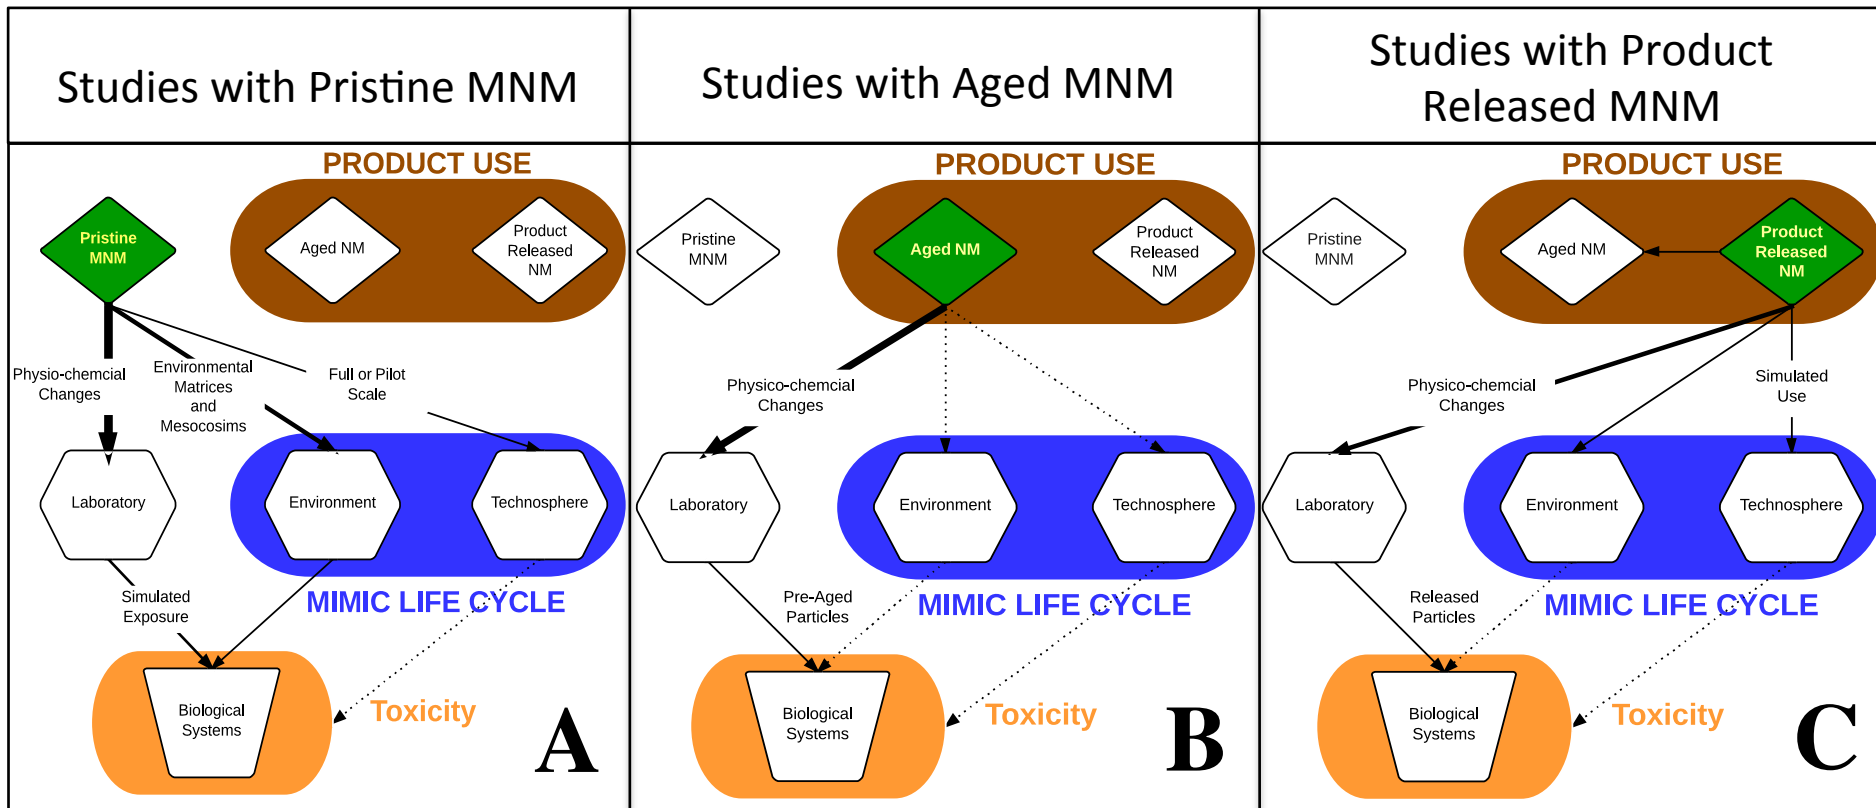 Studies with Pristine MNM
Studies with Aged MNM
Studies with Product
Released MNM
PRODUCT USE
Pristine
MNM
Aged NM
Product
Released
NM
Physio-chemcial
Changes
Environmental
Matrices
and
Mesocosims
Full or Pilot
Scale
Laboratory
Environment
Technosphere
Simulated
Exposure
MIMIC LIFE CYCLE
Biological
Systems
Toxicity
A
PRODUCT USE
Pristine
MNM
Aged NM
Product
Released
NM
Physico-chemcial
Changes
Laboratory
Environment
Technosphere
Pre-Aged
Particles
MIMIC LIFE CYCLE
Biological
Systems
Toxicity
B
PRODUCT USE
Pristine
MNM
Aged NM
Product
Released
NM
Physico-chemcial
Changes
Simulated
Use
Laboratory
Environment
Technosphere
Released
Particles
MIMIC LIFE CYCLE
Biological
Systems
Toxicity
C